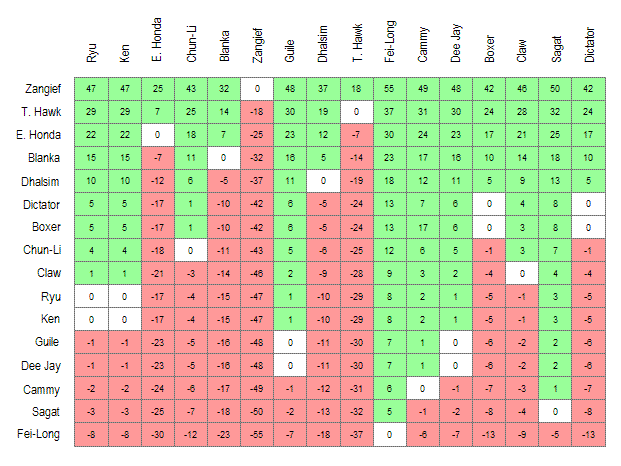 Ryu Ken E. Honda Chun-Li Blanka Zangief Guile Dhalsim T. Hawk Fei-Long Cammy Dee Jay Boxer Claw Sagat Dictator
Zangief 47 47 25 43 32 0 48 37 18 55 49 48 42 46 50 42
T. Hawk 29 29 7 25 14 -18 30 19 0 37 31 30 24 28 32 24
E. Honda 22 22 0 18 7 -25 23 12 -7 30 24 23 17 21 25 17
Blanka 15 15 -7 11 0 -32 16 5 -14 23 17 16 10 14 18 10
Dhalsim 10 10 -12 6 -5 -37 11 0 -19 18 12 11 5 9 13 5
Dictator 5 5 -17 1 -10 -42 6 -5 -24 13 7 6 0 4 8 0
Boxer 5 5 -17 1 -10 -42 6 -5 -24 13 17 6 0 3 8 0
Chun-Li 4 4 -18 0 -11 -43 5 -6 -25 12 6 5 -1 3 7 -1
Claw 1 1 -21 -3 -14 -46 2 -9 -28 9 3 2 -4 0 4 -4
Ryu 0 0 -17 -4 -15 -47 1 -10 -29 8 2 1 -5 -1 3 -5
Ken 0 0 -17 -4 -15 -47 1 -10 -29 8 2 1 -5 -1 3 -5
Guile -1 -1 -23 -5 -16 -48 0 -11 -30 7 1 0 -6 -2 2 -6
Dee Jay -1 -1 -23 -5 -16 -48 0 -11 -30 7 1 0 -6 -2 2 -6
Cammy -2 -2 -24 -6 -17 -49 -1 -12 -31 6 0 -1 -7 -3 1 -7
Sagat -3 -3 -25 -7 -18 -50 -2 -13 -32 5 -1 -2 -8 -4 0 -8
Fei-Long -8 -8 -30 -12 -23 -55 -7 -18 -37 0 -6 -7 -13 -9 -5 -13